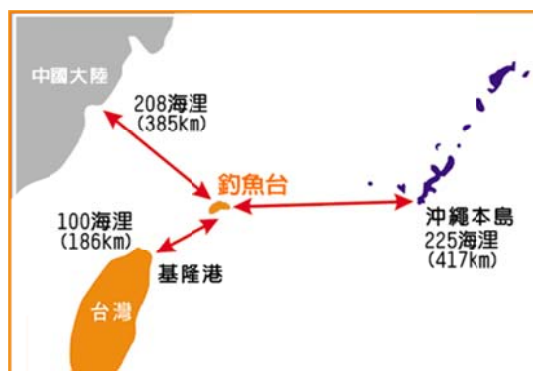 中國大陸
208海浬
(385km)
釣魚台
100海浬
(186km)
基隆港
沖繩本島
225海浬
(417km)
台灣